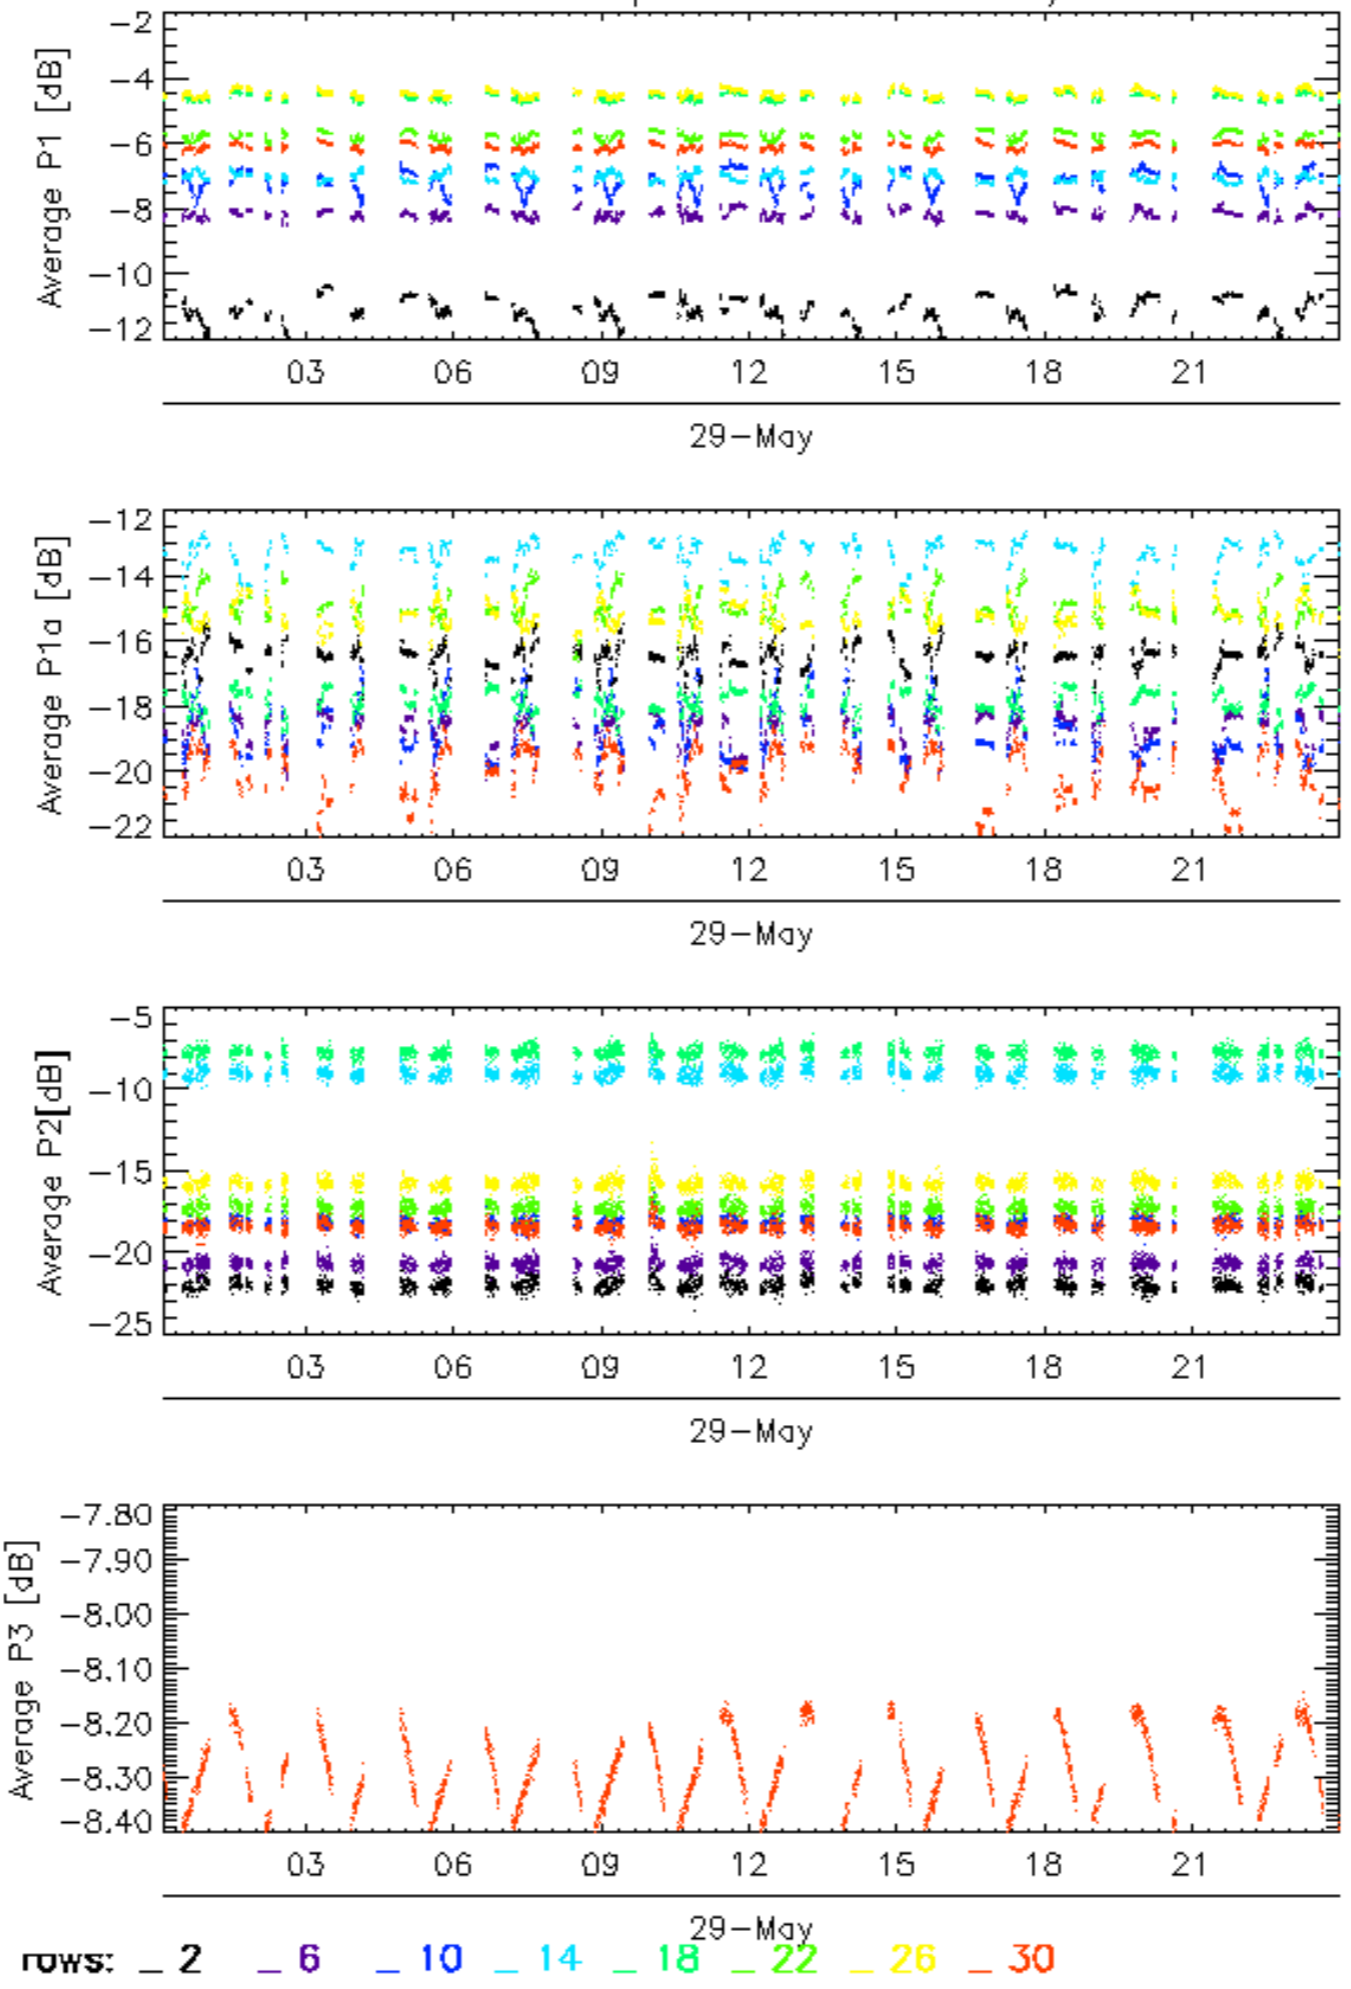 -2
-4
-6
-8
-10
-12
Average P1 [dB]
03 06 09 12 15 18 21
29-May
-12
-14
-16
-18
-20
-22
Average P1a [dB]
03 06 09 12 15 18 21
29-May
-5
-10
-15
-20
-25
Average P2[dB]
03 06 09 12 15 18 21
29-May
-7.80
-7.90
-8.00
-8.10
-8.20
-8.30
-8.40
Average P3 [dB]
03 06 09 12 15 18 21
29-May
rows: _ 2 _ 6 _ 10 _ 14 _ 18 _ 22 _ 26 _ 30